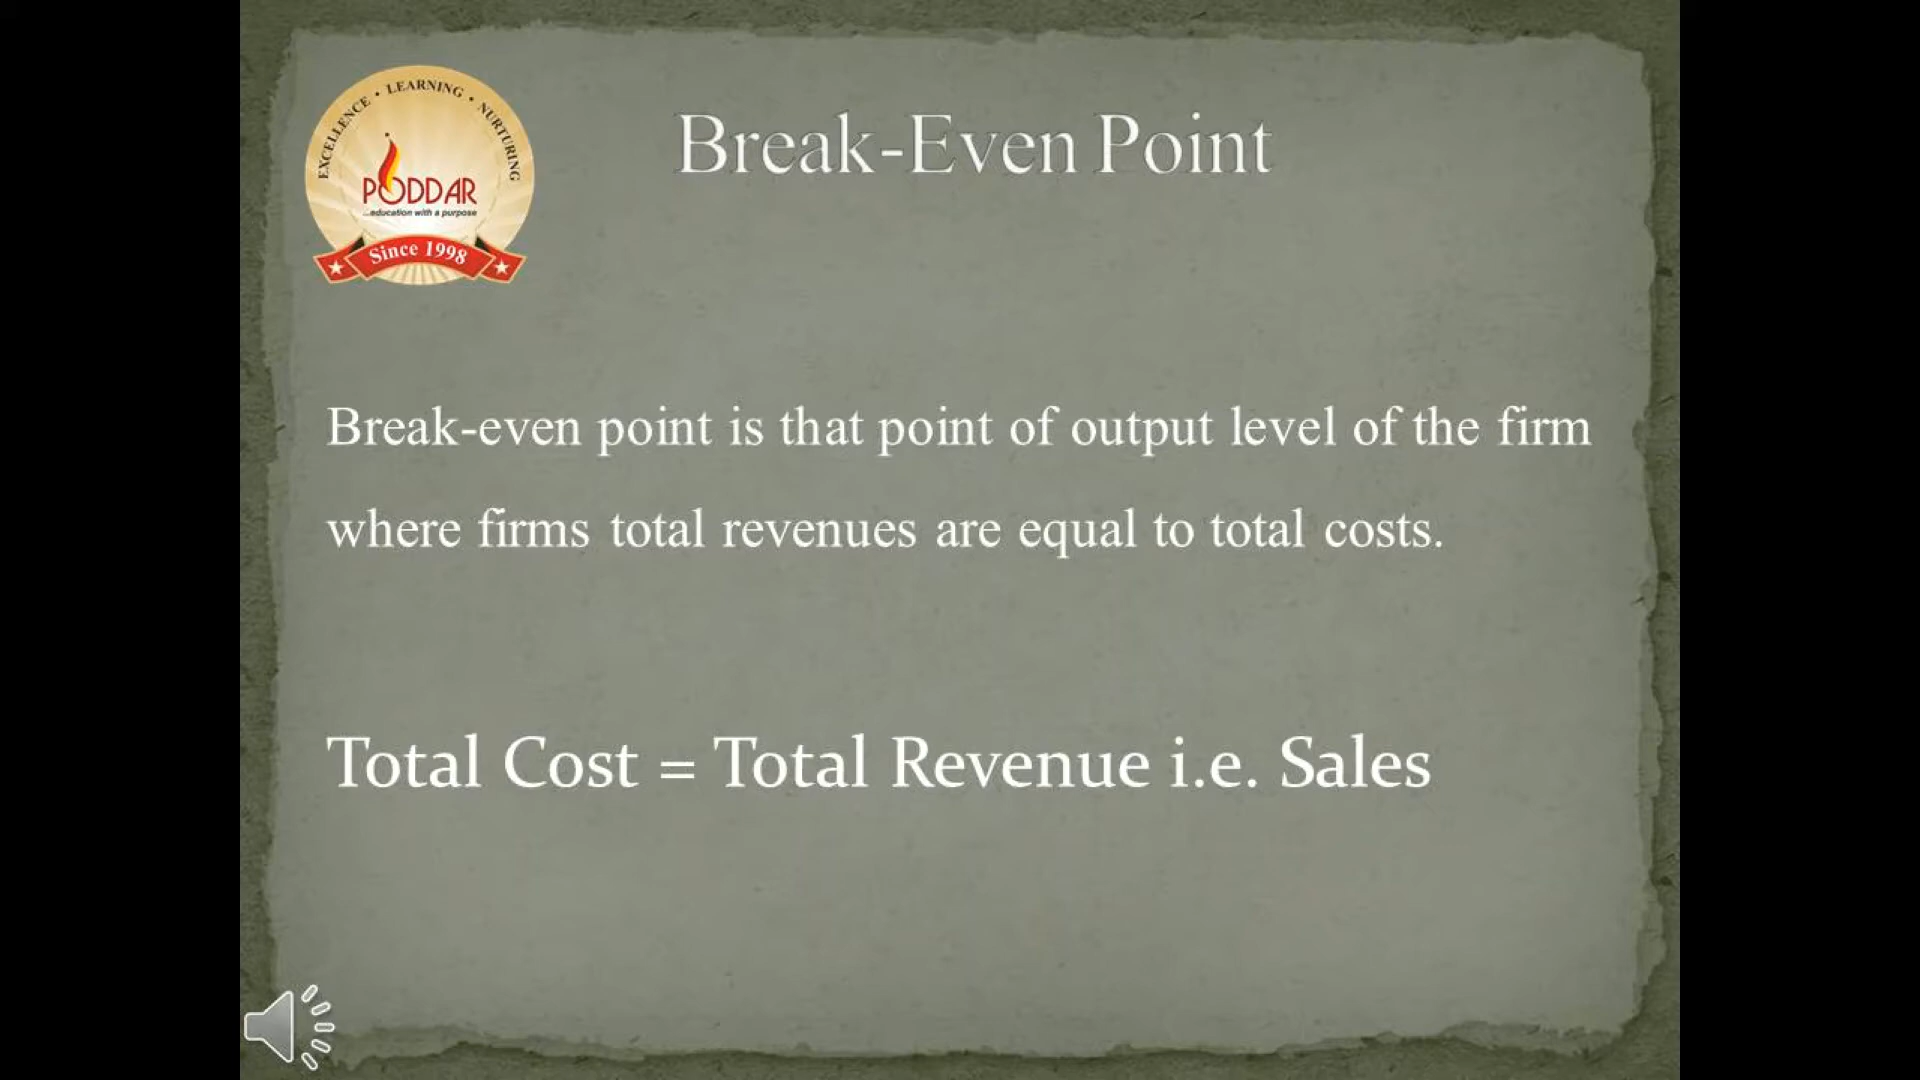 EXCELLENCE • LEARNING • NURTURING
PODDAR
...education with a purpose
Since 1998
Break-Even Point
Break-even point is that point of output level of the firm
where firms total revenues are equal to total costs.
Total Cost = Total Revenue i.e. Sales